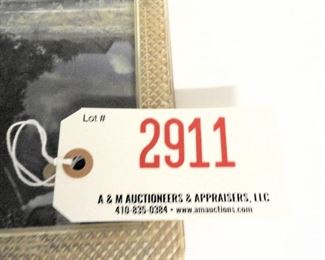 Lot #
2911
A & M AUCTIONEERS & APPRAISERS, LLC
410-835-0384 • www.amauctions.com